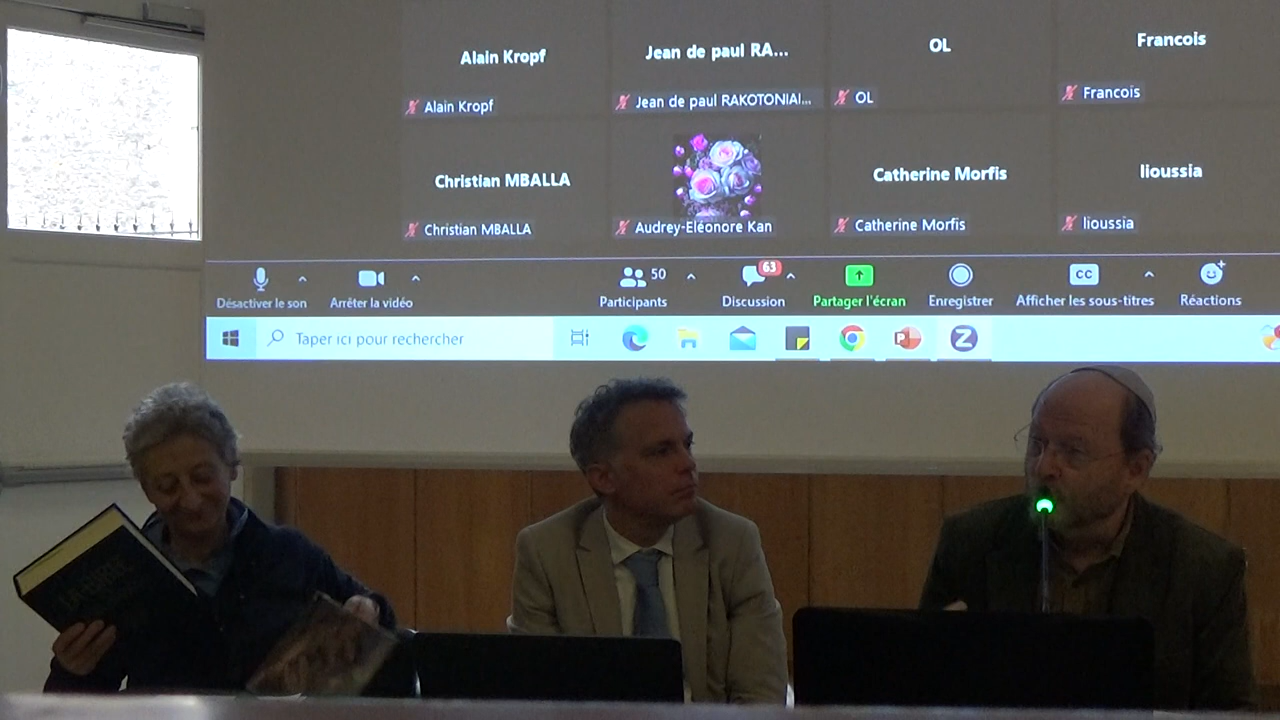 Alain Kropf
Jean de paul RA...
OL
Francois
Alain Kropf
Jean de paul RAKOTONIAI...
OL
Francois
Christian MBALLA
Catherine Morfis
lioussia
Christian MBALLA
Audrey-Eléonore Kan
Catherine Morfis
lioussia
50
63
CC
Désactiver le son
Arrêter la vidéo
Participants
Discussion
Partager l'écran
Enregistrer
Afficher les sous-titres
Réactions
Taper ici pour rechercher
P
Z